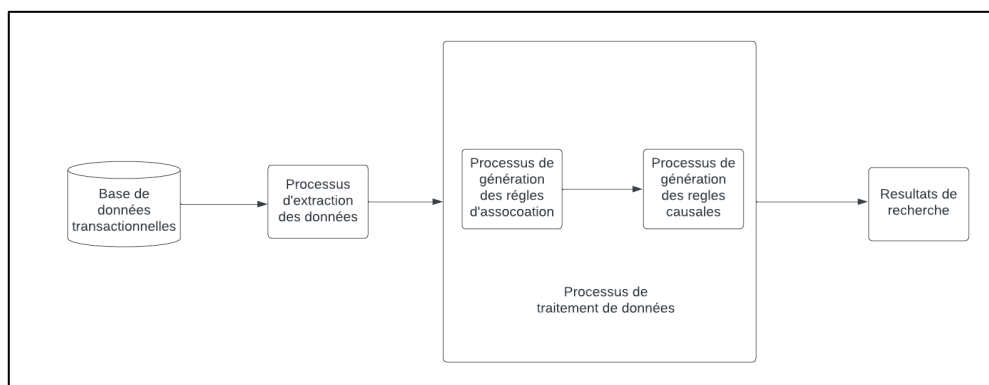 Base de
données
transactionnelles
Processus
d'extraction
des données
Processus de
génération
des régles
d'assocoation
Processus de
génération
des regles
causales
Processus de
traitement de données
Resultats de
recherche